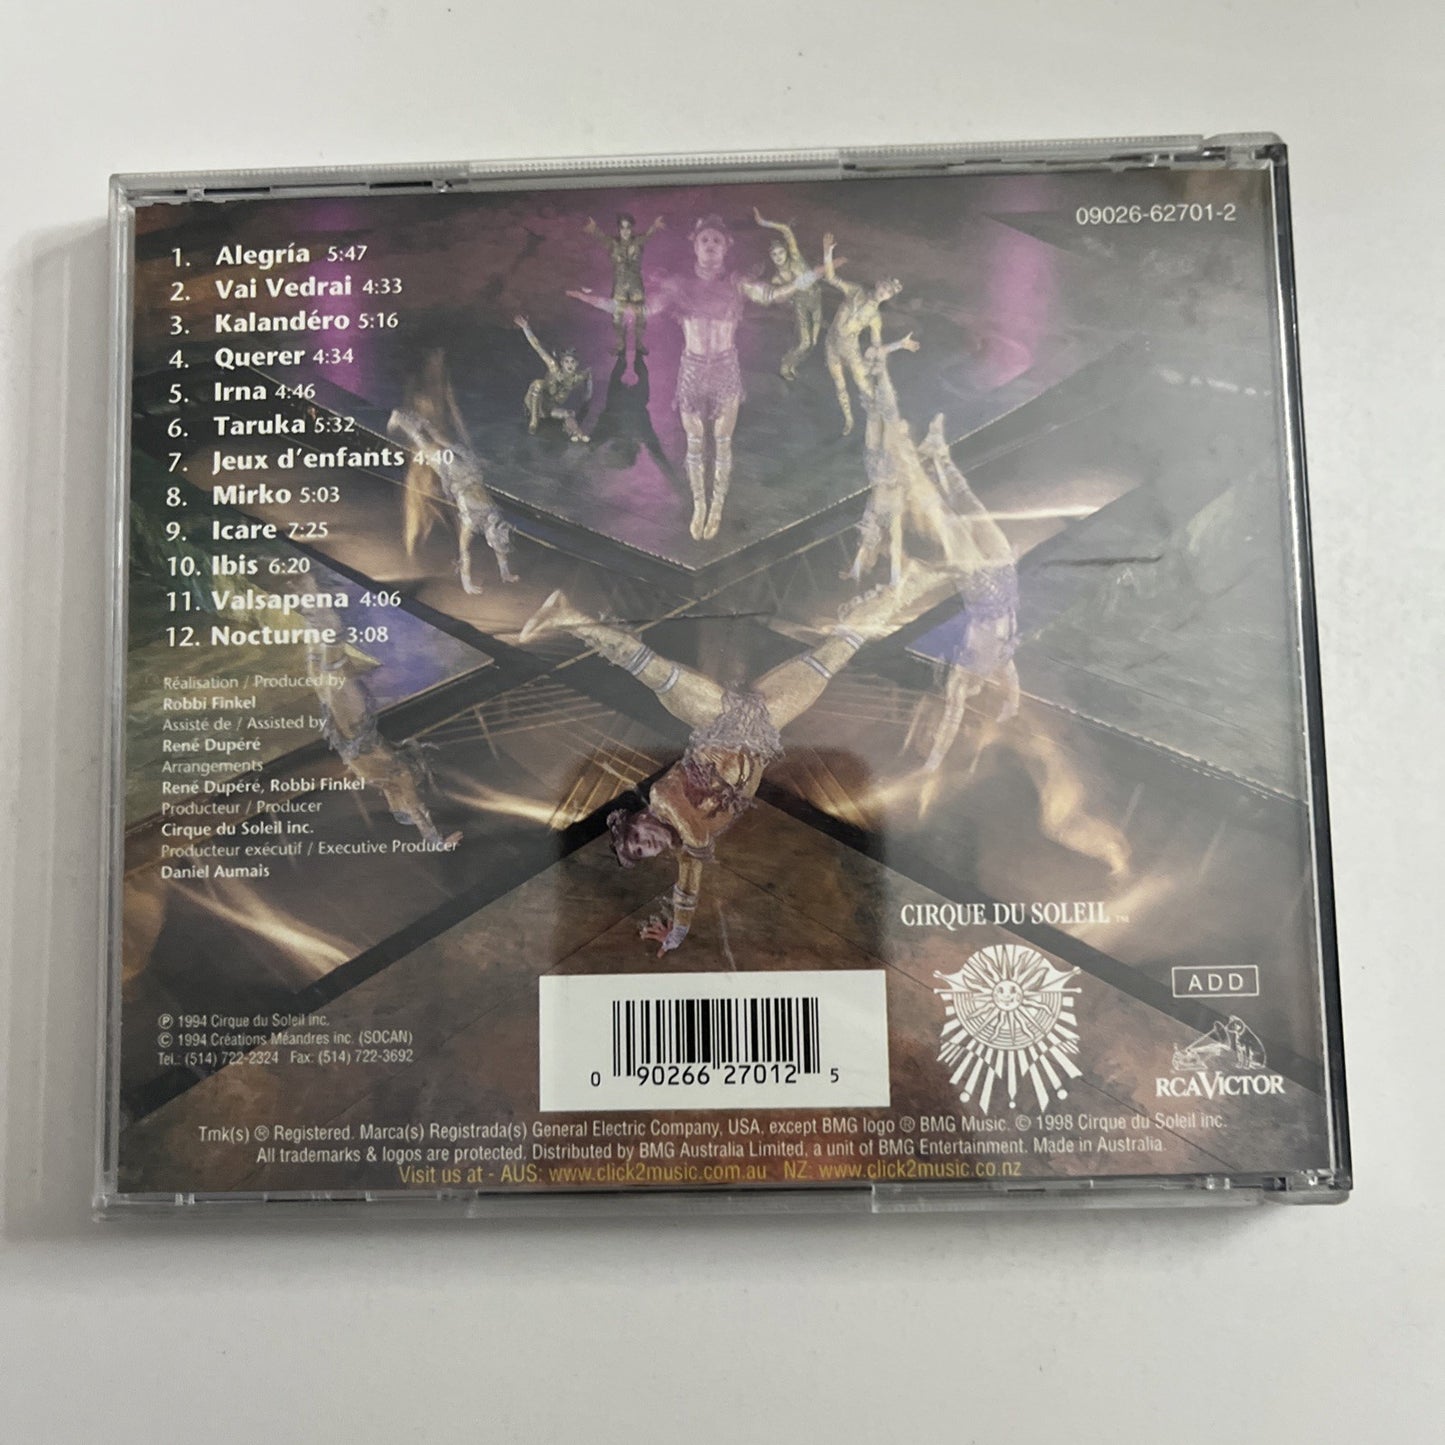 09026-62701-2
1. Alegría 5:47
2. Vai Vedrai 4:33
3. Kalandéro 5:16
4. Querer 4:34
5. Irna 4:46
6. Taruka 5:32
7. Jeux d'enfants 4:40
8. Mirko 5:03
9. Icare 7:25
10. Ibis 6:20
11. Valsapena 4:06
12. Nocturne 3:08
Réalisation / Produced by
Robbi Finkel
Assisté de / Assisted by
René Dupéré
Arrangements
René Dupéré, Robbi Finkel
Producteur / Producer
Cirque du Soleil inc.
Producteur exécutif / Executive Producer
Daniel Aumais
CIRQUE DU SOLEIL TM
ADD
RCA VICTOR
℗ 1994 Cirque du Soleil inc.
© 1994 Créations Méandres inc. (SOCAN)
Tel.: (514) 722-2324 Fax: (514) 722-3692
0 90266 27012 5
Tmk(s) ® Registered. Marca(s) Registrada(s) General Electric Company, USA, except BMG logo ® BMG Music. © 1998 Cirque du Soleil inc.
All trademarks & logos are protected. Distributed by BMG Australia Limited, a unit of BMG Entertainment. Made in Australia.
Visit us at - AUS: www.click2music.com.au NZ: www.click2music.co.nz